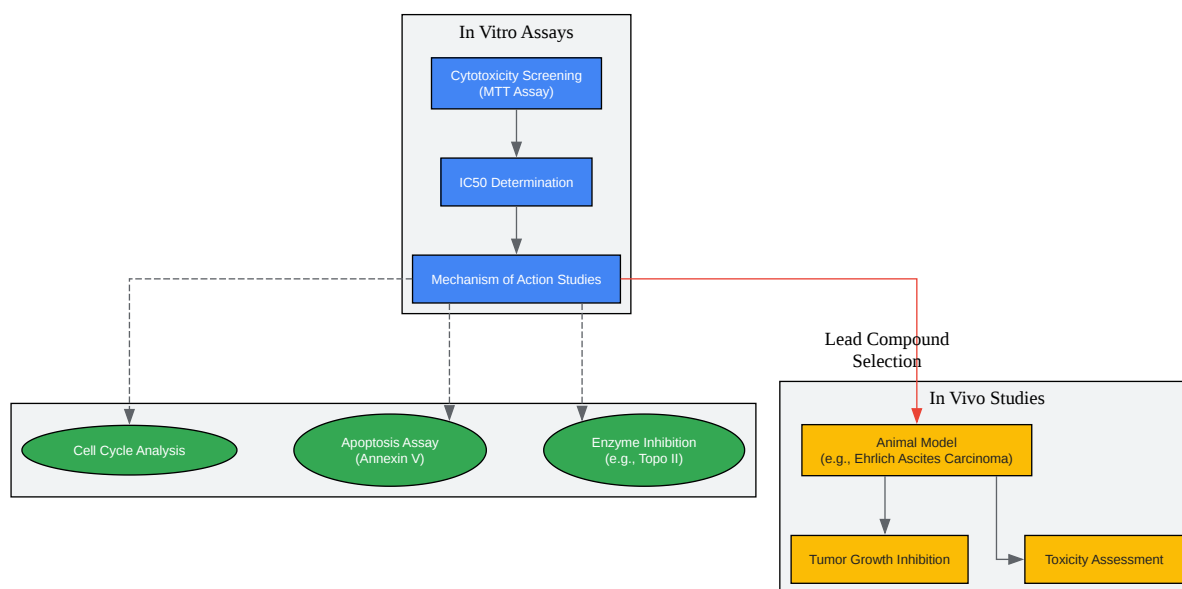 In Vitro Assays
Cytotoxicity Screening
(MTT Assay)
IC50 Determination
Mechanism of Action Studies
Lead Compound
Selection
In Vivo Studies
Cell Cycle Analysis
Apoptosis Assay
(Annexin V)
Enzyme Inhibition
(e.g., Topo II)
Animal Model
(e.g., Ehrlich Ascites Carcinoma)
Tumor Growth Inhibition
Toxicity Assessment